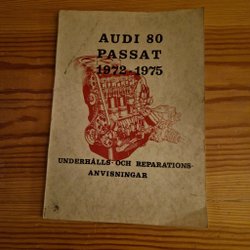 AUDI 80
PASSAT
1972-1975
UNDERHÅLLS- OCH REPARATIONS-
ANVISNINGAR